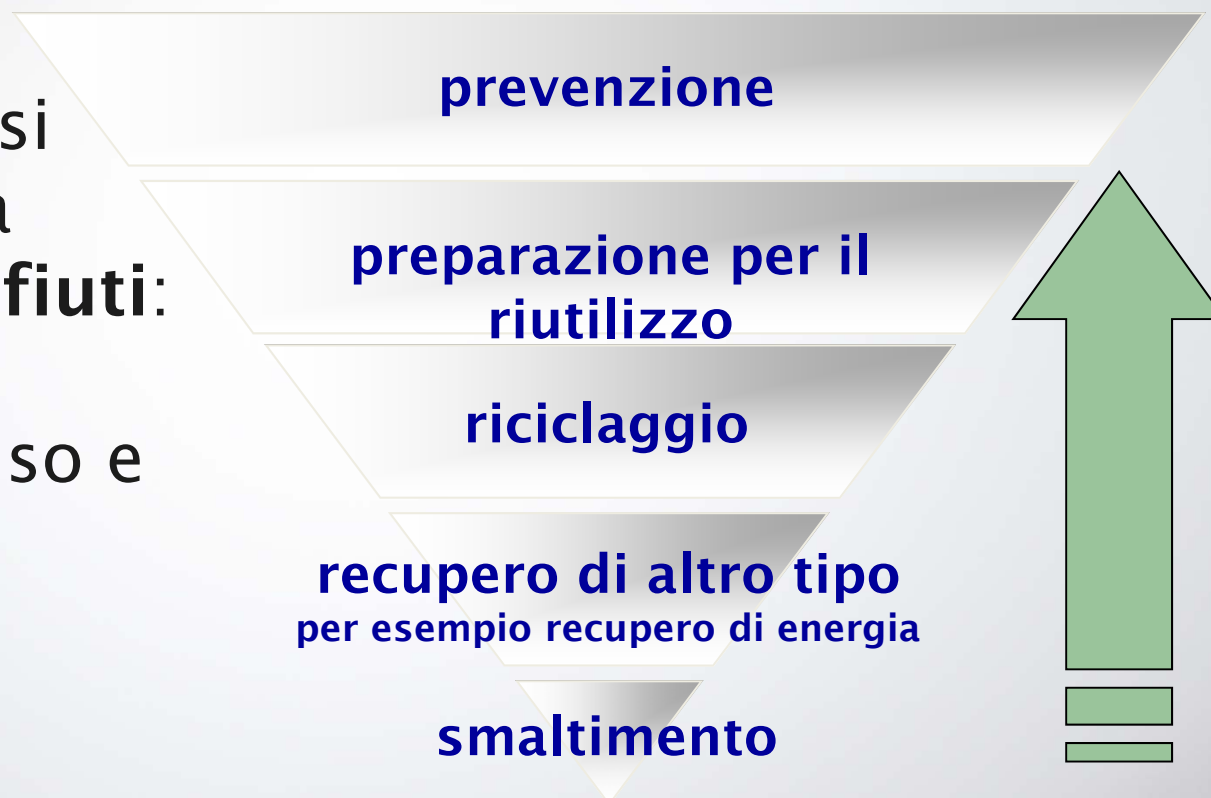 si
a
fiuti:
so e
prevenzione
preparazione per il
riutilizzo
riciclaggio
recupero di altro tipo
per esempio recupero di energia
smaltimento